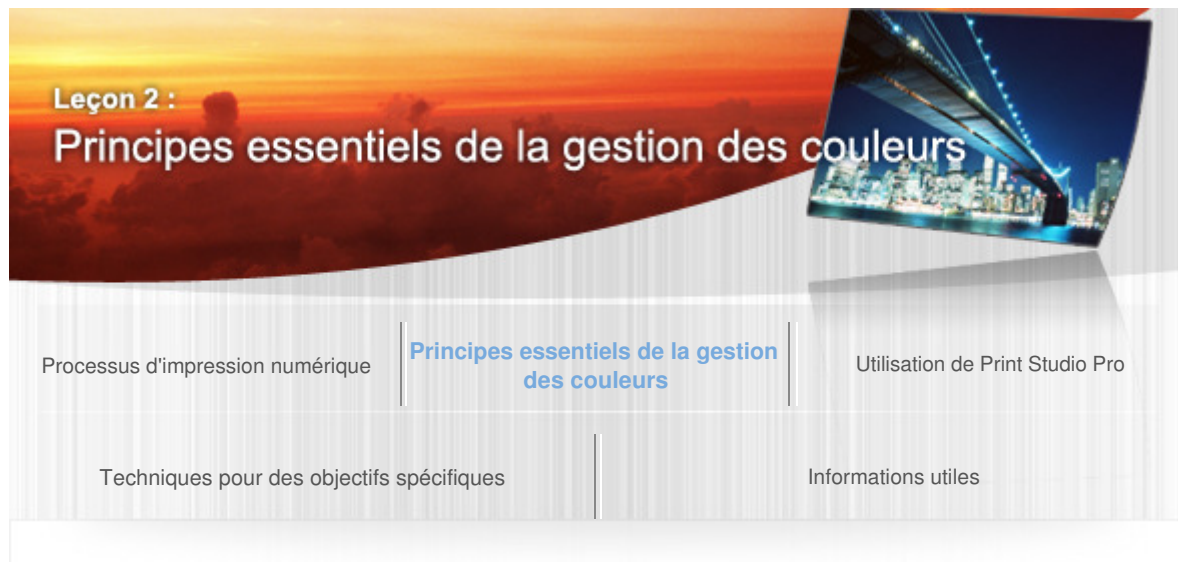 Leçon 2 :
Principes essentiels de la gestion des couleurs
Processus d'impression numérique
Principes essentiels de la gestion
des couleurs
Utilisation de Print Studio Pro
Techniques pour des objectifs spécifiques
Informations utiles